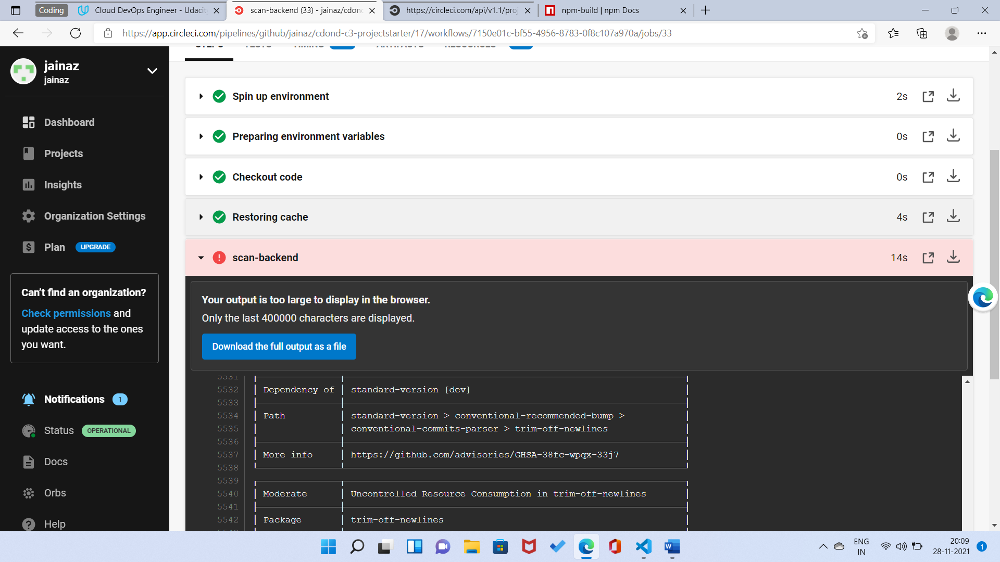 Coding
Cloud DevOps Engineer - Udacit
scan-backend (33) - jainaz/cdond
https://circleci.com/api/v1.1/proj
npm-build | npm Docs
https://app.circleci.com/pipelines/github/jainaz/cdond-c3-projectstarter/17/workflows/7150e01c-bf55-4956-8783-0f8c107a970a/jobs/33
STEPS TESTS TIMING ARTIFACTS RESOURCES
jainaz
jainaz
Dashboard
Projects
Insights
Organization Settings
Plan UPGRADE
Can't find an organization?
Check permissions and
update access to the ones
you want.
Notifications 1
Status OPERATIONAL
Docs
Orbs
Help
Spin up environment 2s
Preparing environment variables 0s
Checkout code 0s
Restoring cache 4s
scan-backend 14s
Your output is too large to display in the browser.
Only the last 400000 characters are displayed.
Download the full output as a file
5531
5532 Dependency of standard-version [dev]
5533
5534 Path standard-version > conventional-recommended-bump >
5535 conventional-commits-parser > trim-off-newlines
5536
5537 More info https://github.com/advisories/GHSA-38fc-wpqx-33j7
5538
5539
5540 Moderate Uncontrolled Resource Consumption in trim-off-newlines
5541
5542 Package trim-off-newlines
ENG
IN
20:09
28-11-2021
1